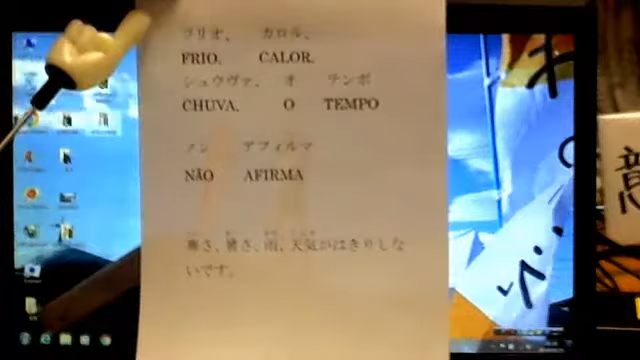 フリオ、 カロル、
FRIO, CALOR,
シュウヴァ、 オ テンポ
CHUVA, O TEMPO
ノン アフィルマ
NÃO AFIRMA
寒さ、暑さ、雨、天気がはきりしな
いです。
意